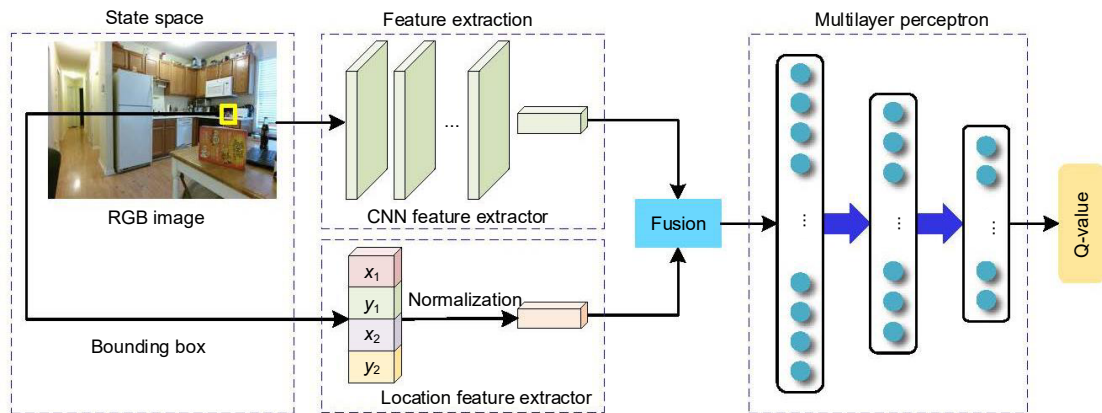 State space
Feature extraction
Multilayer perceptron
RGB image
...
CNN feature extractor
Fusion
...
...
...
Q-value
Bounding box
x₁
y₁
x₂
y₂
Normalization
Location feature extractor